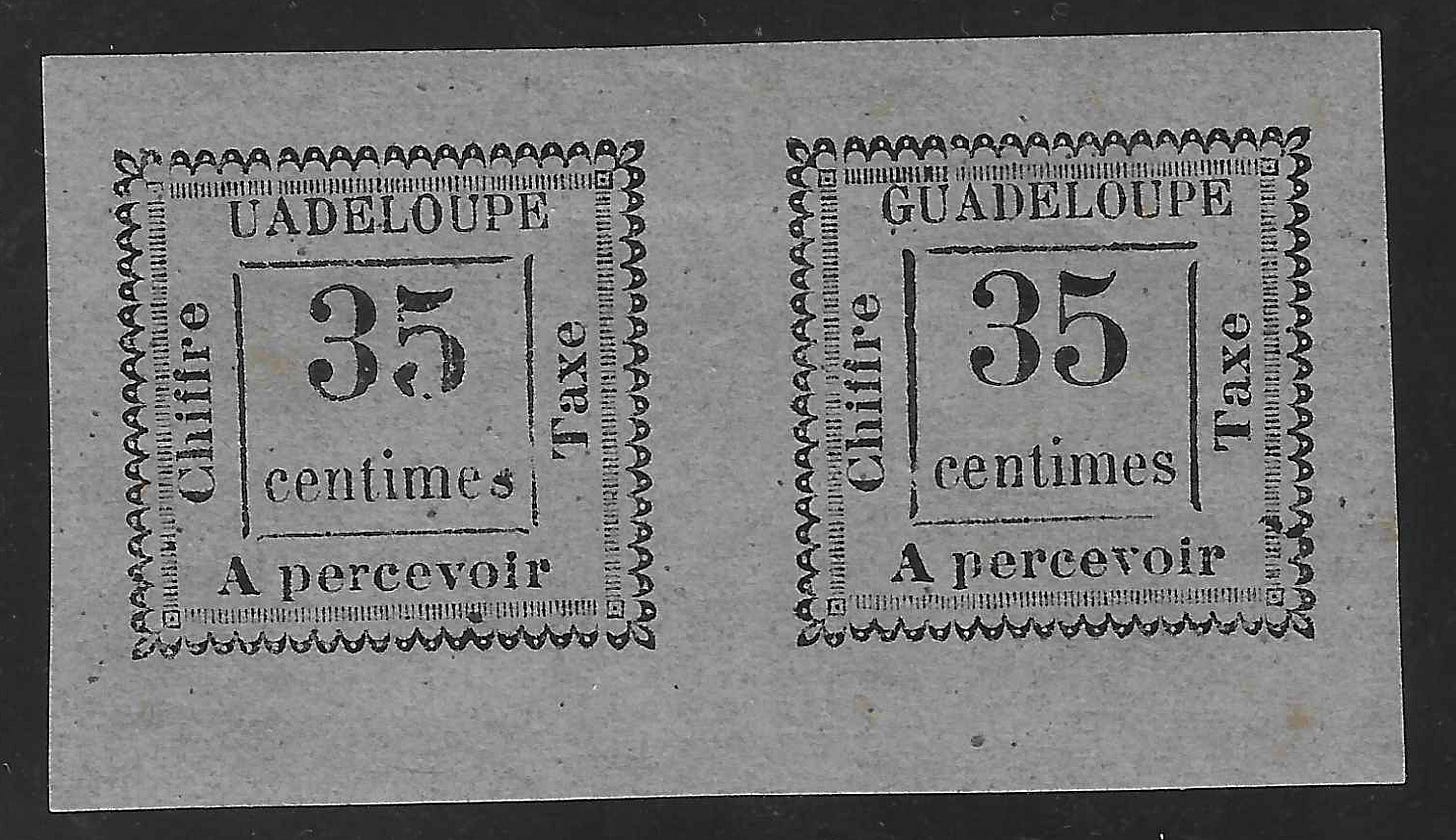 UADELOUPE
Chiffre
35
centimes
Taxe
A percevoir
GUADELOUPE
Chiffre
35
centimes
Taxe
A percevoir